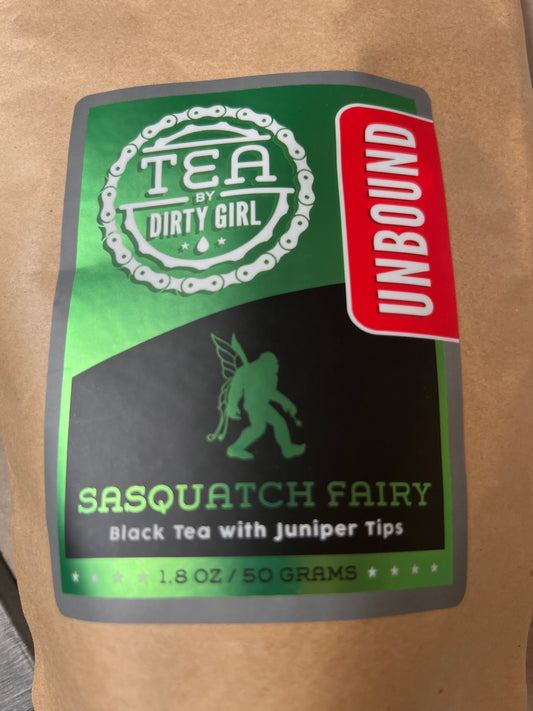 TEA
BY
DIRTY GIRL
UNBOUND
SASQUATCH FAIRY
Black Tea with Juniper Tips
1.8 OZ / 50 GRAMS